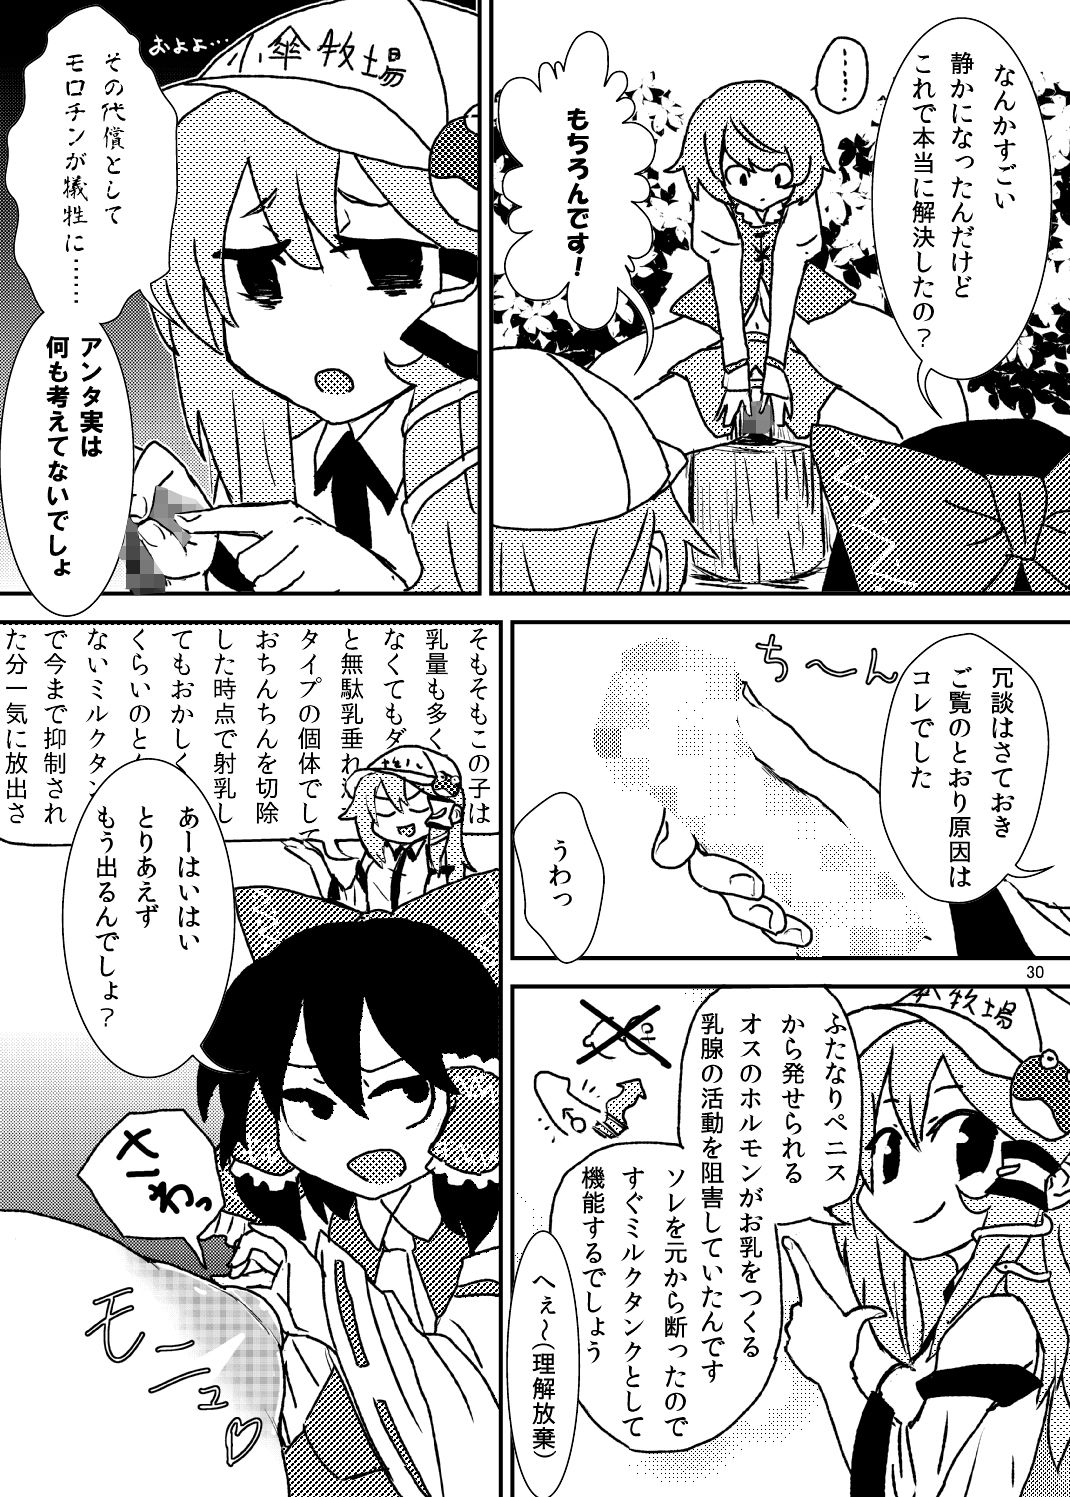 なんかすごい
静かになったんだけど
これで本当に解決したの？
……
もちろんです！
小傘牧場
およよ…
その代償として
モロチンが犠牲に……
アンタ実は
何も考えてないでしょ
冗談はさておき
ご覧のとおり原因は
コレでした
ち～ん
うわっ
30
傘牧場
ふたなりペニス
から発せられる
オスのホルモンがお乳をつくる
乳腺の活動を阻害していたんです
ソレを元から断ったので
すぐミルクタンクとして
機能するでしょう
へぇ～（理解放棄）
そもそもこの子は
乳量も多く
なくてもダ
と無駄乳垂れ
タイプの個体でして
おちんちんを切除
した時点で射乳し
てもおかしく
くらいのと
ないミルクタン
で今まで抑制され
た分一気に放出さ
あーはいはい
とりあえず
もう出るんでしょ？
べーわっ
モニュ♡